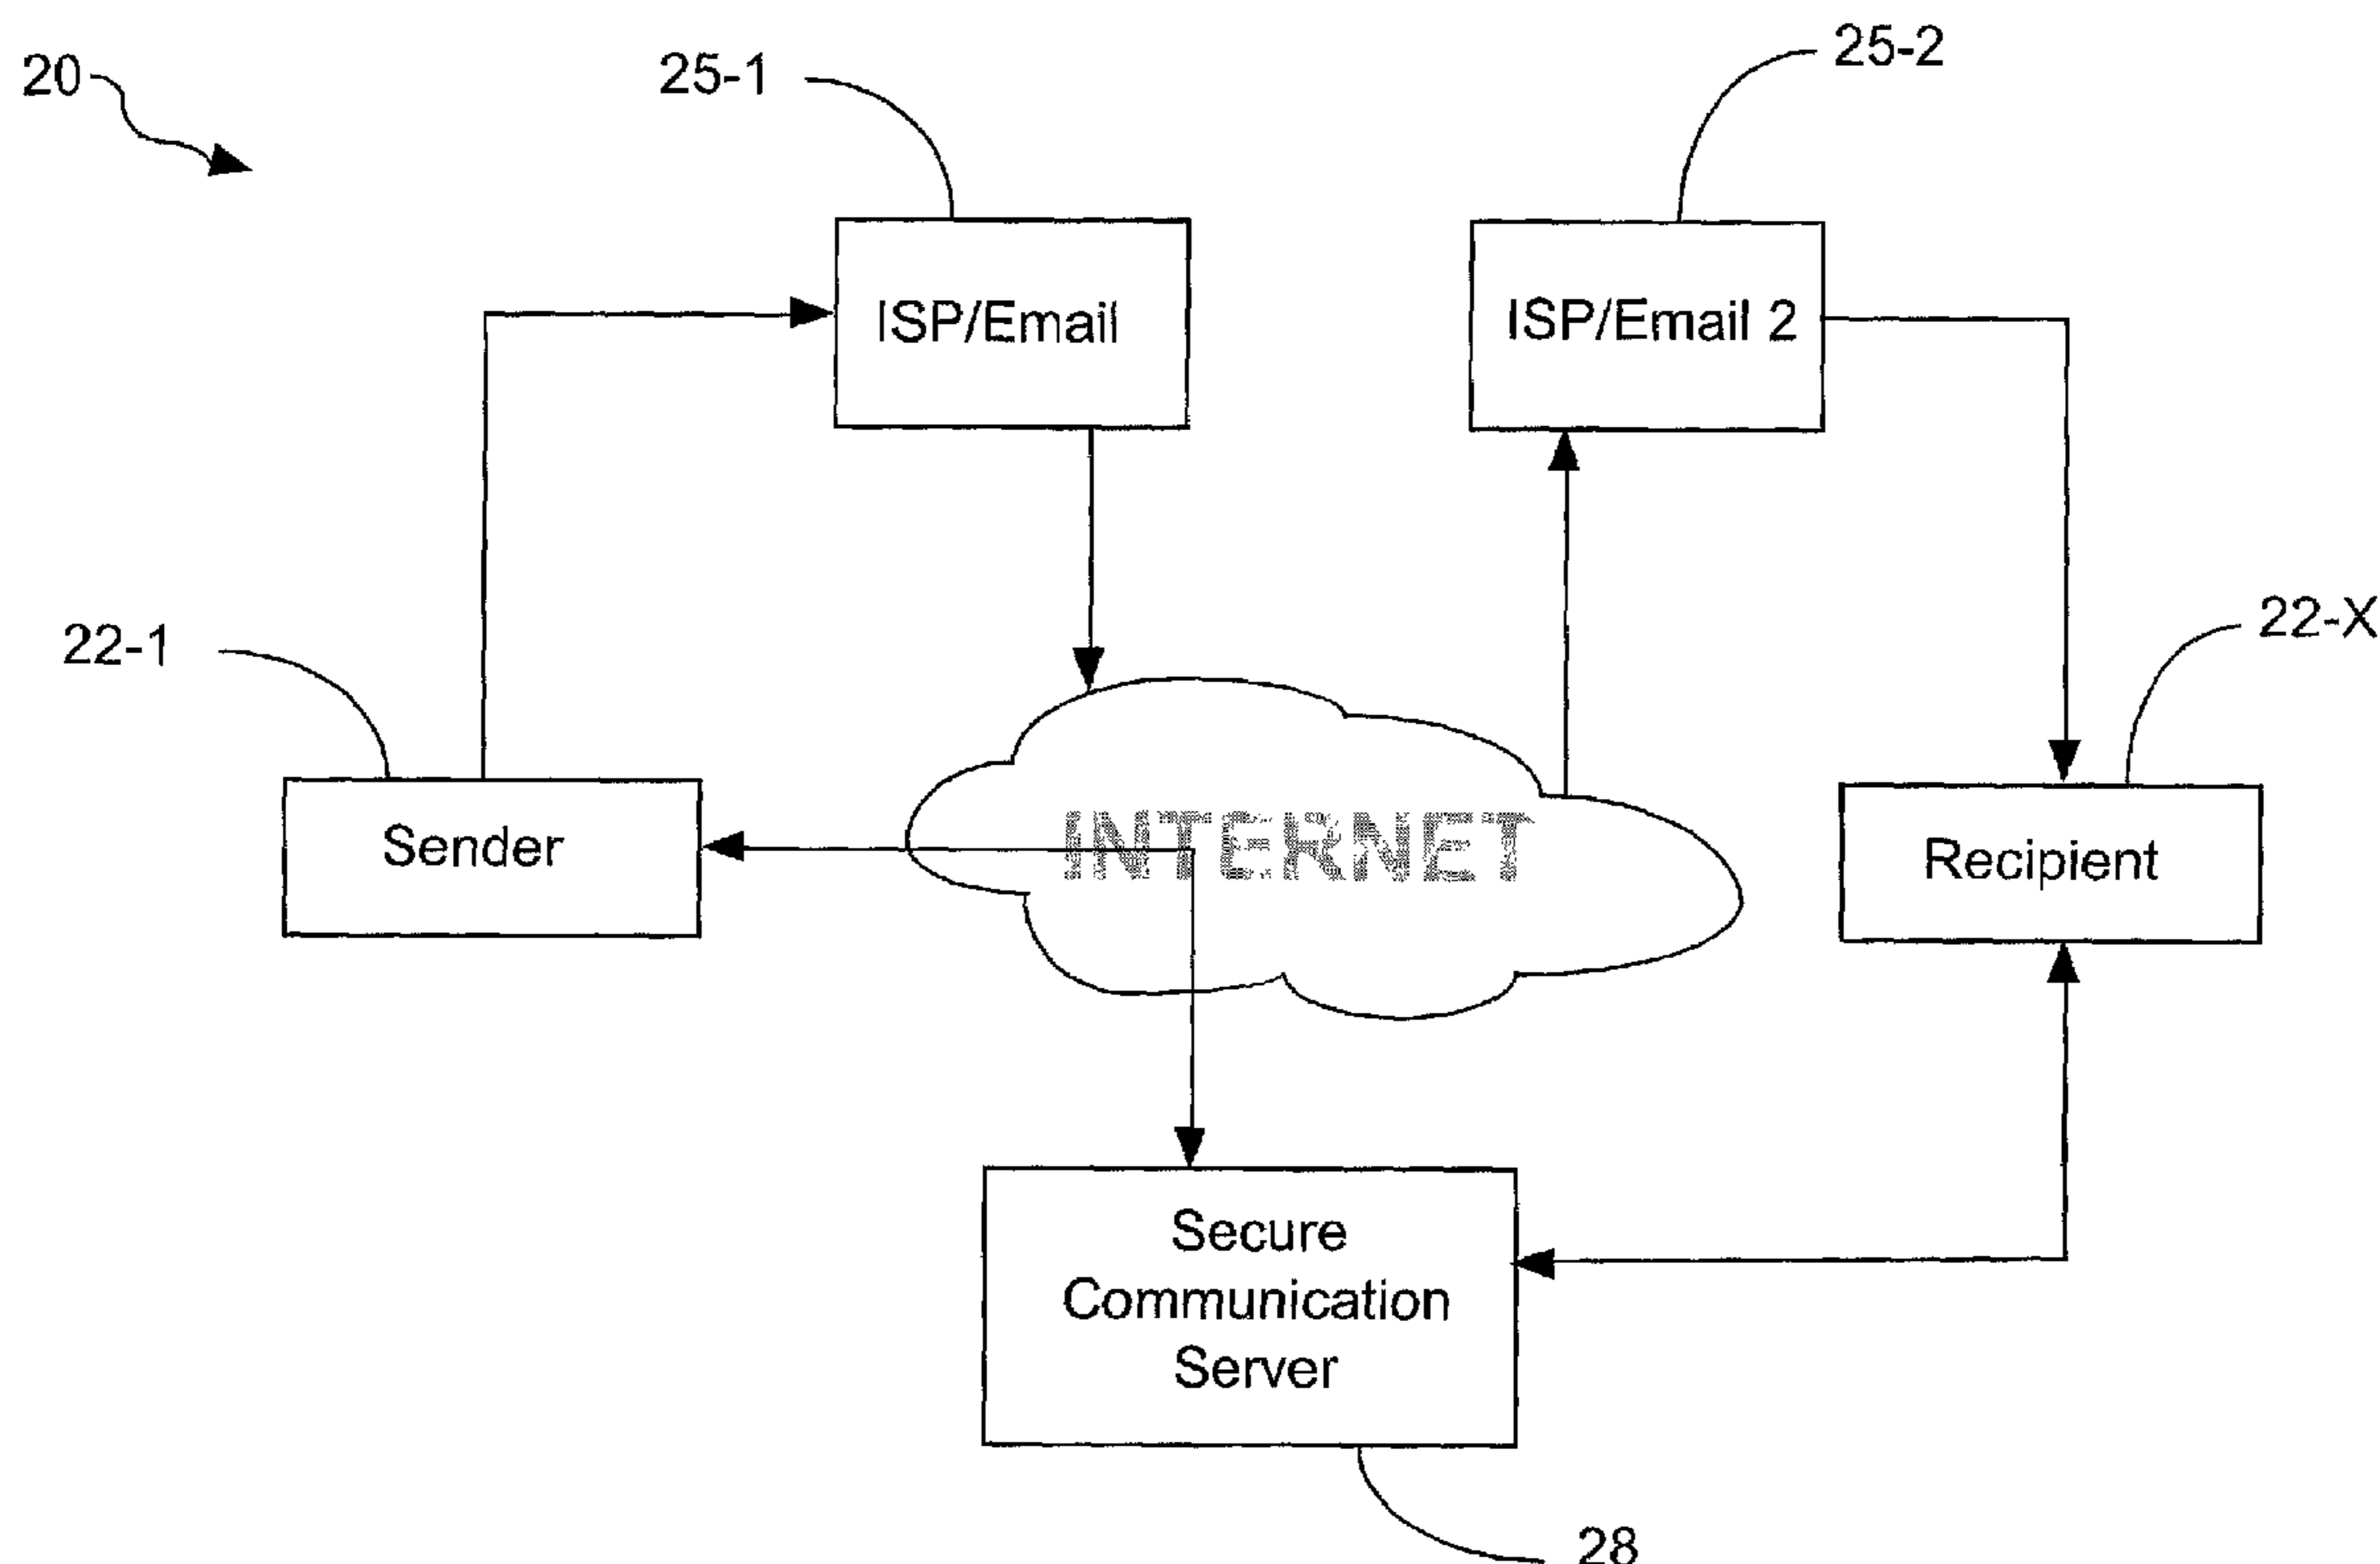 20
25-1
25-2
ISP/Email
ISP/Email 2
22-1
22-X
Sender
INTERNET
Recipient
Secure
Communication
Server
28